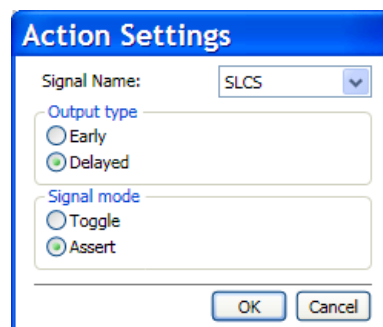 Action Settings
Signal Name: SLCS
Output type
Early
Delayed
Signal mode
Toggle
Assert
OK Cancel